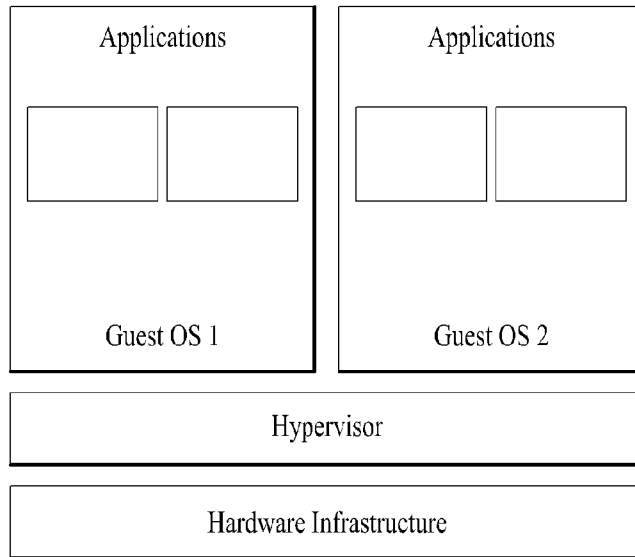 Applications
Applications
Guest OS 1
Guest OS 2
Hypervisor
Hardware Infrastructure